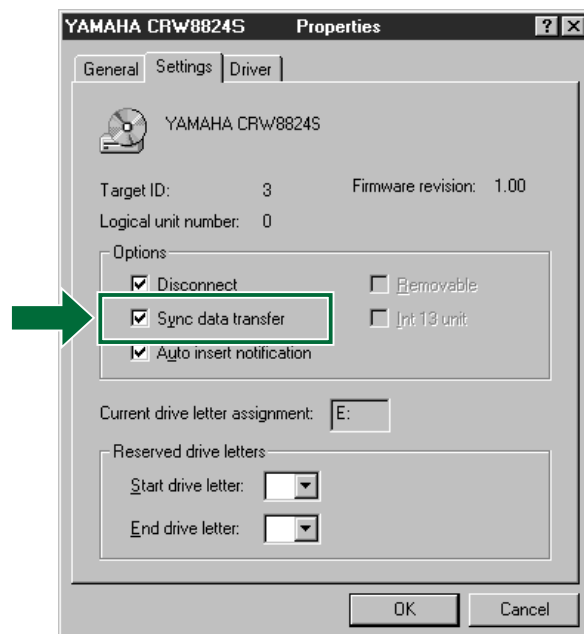 YAMAHA CRW8824S Properties
General Settings Driver
YAMAHA CRW8824S
Target ID: 3 Firmware revision: 1.00
Logical unit number: 0
Options
Disconnect Removable
Sync data transfer Int 13 unit
Auto insert notification
Current drive letter assignment: E:
Reserved drive letters
Start drive letter:
End drive letter:
OK Cancel